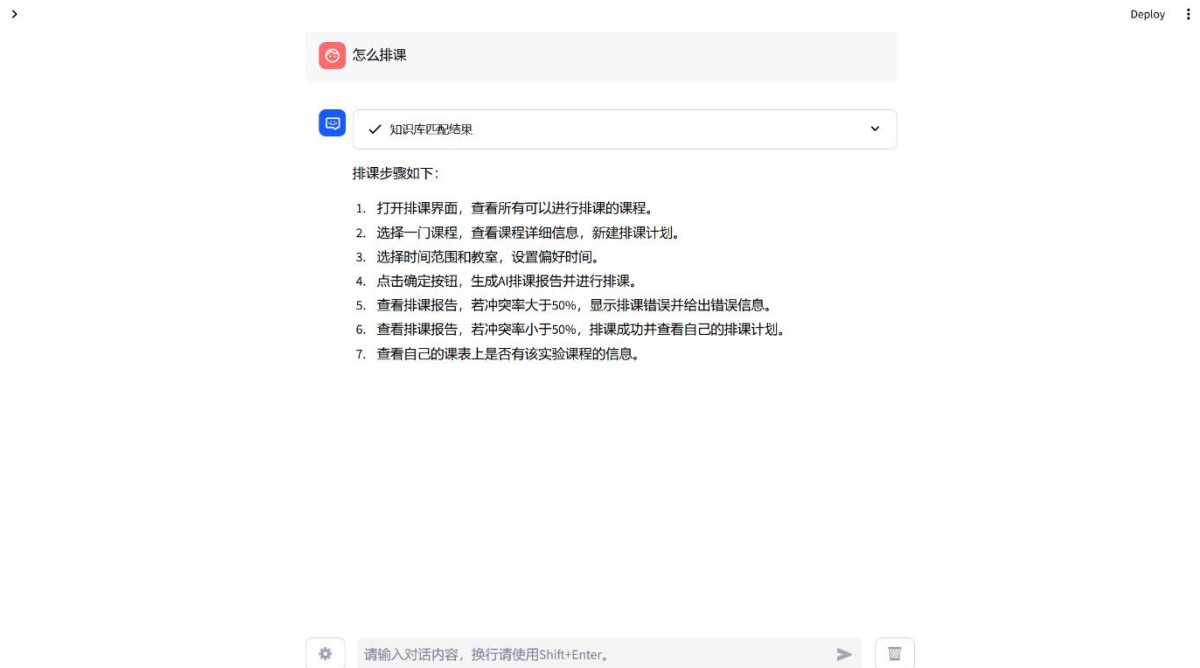 Deploy
怎么排课
知识库匹配结果
排课步骤如下：
1. 打开排课界面，查看所有可以进行排课的课程。
2. 选择一门课程，查看课程详细信息，新建排课计划。
3. 选择时间范围和教室，设置偏好时间。
4. 点击确定按钮，生成AI排课报告并进行排课。
5. 查看排课报告，若冲突率大于50%，显示排课错误并给出错误信息。
6. 查看排课报告，若冲突率小于50%，排课成功并查看自己的排课计划。
7. 查看自己的课表上是否有该实验课程的信息。
请输入对话内容，换行请使用Shift+Enter。